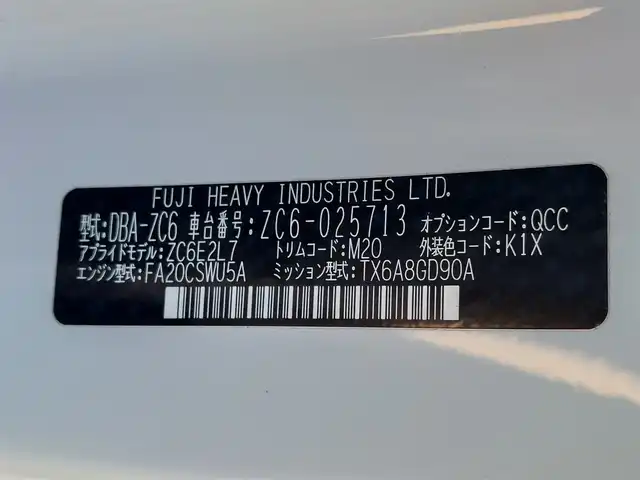 FUJI HEAVY INDUSTRIES LTD.
型式:DBA-ZC6 車台番号:ZC6-025713 オプションコード:QCC
アプライドモデル:ZC6E2L7 トリムコード:M20 外装色コード:K1X
エンジン型式:FA20CSWU5A ミッション型式:TX6A8GD90A